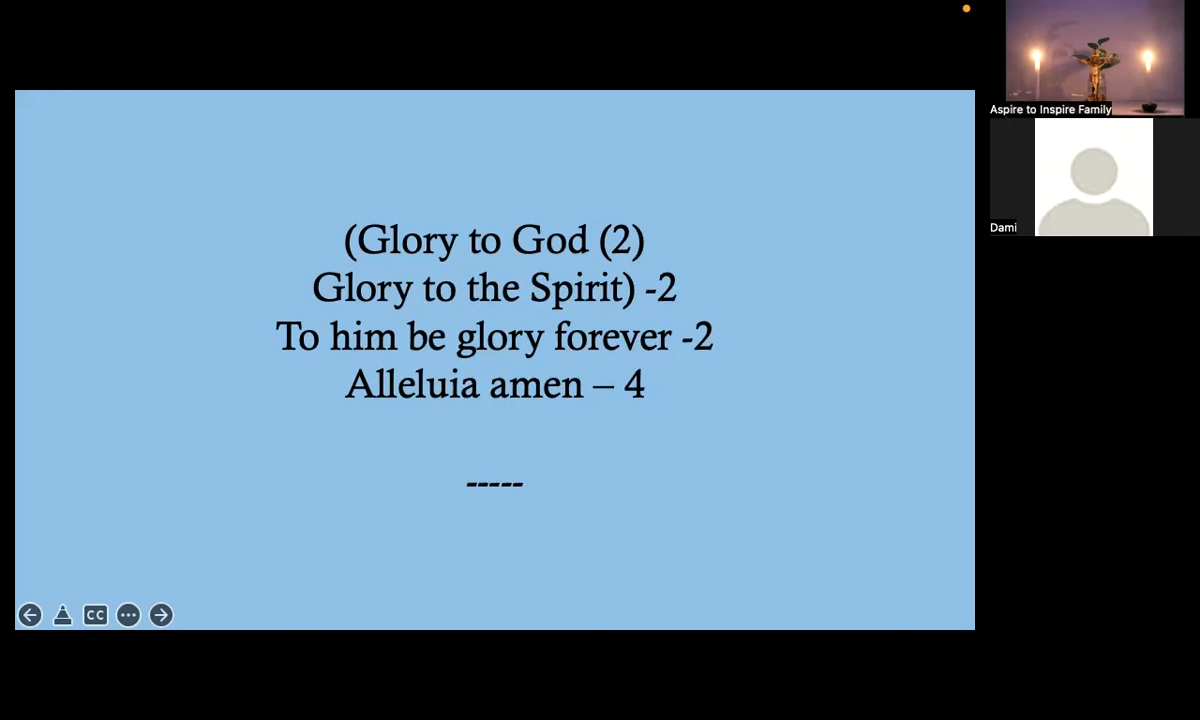 (Glory to God (2)
Glory to the Spirit) -2
To him be glory forever -2
Alleluia amen – 4
-----
CC
Aspire to Inspire Family
Dami